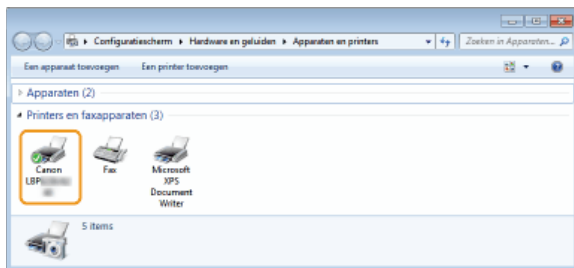 Configuratiescherm ▸ Hardware en geluiden ▸ Apparaten en printers
Zoeken in Apparaten...
Een apparaat toevoegen Een printer toevoegen
Apparaten (2)
Printers en faxapparaten (3)
Canon
LBP
Fax
Microsoft
XPS
Document
Writer
5 items